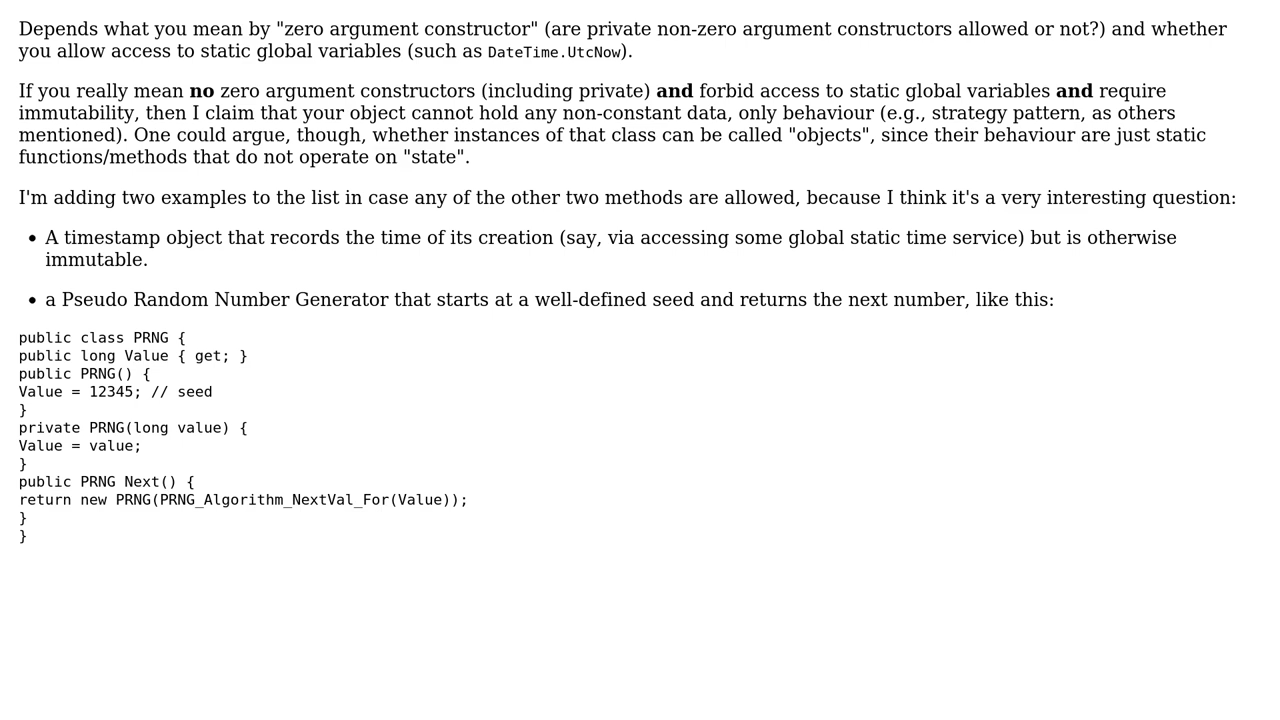 Depends what you mean by "zero argument constructor" (are private non-zero argument constructors allowed or not?) and whether
you allow access to static global variables (such as DateTime.UtcNow).
If you really mean no zero argument constructors (including private) and forbid access to static global variables and require
immutability, then I claim that your object cannot hold any non-constant data, only behaviour (e.g., strategy pattern, as others
mentioned). One could argue, though, whether instances of that class can be called "objects", since their behaviour are just static
functions/methods that do not operate on "state".
I'm adding two examples to the list in case any of the other two methods are allowed, because I think it's a very interesting question:
• A timestamp object that records the time of its creation (say, via accessing some global static time service) but is otherwise
immutable.
• a Pseudo Random Number Generator that starts at a well-defined seed and returns the next number, like this:
public class PRNG {
public long Value { get; }
public PRNG() {
Value = 12345; // seed
}
private PRNG(long value) {
Value = value;
}
public PRNG Next() {
return new PRNG(PRNG_Algorithm_NextVal_For(Value));
}
}